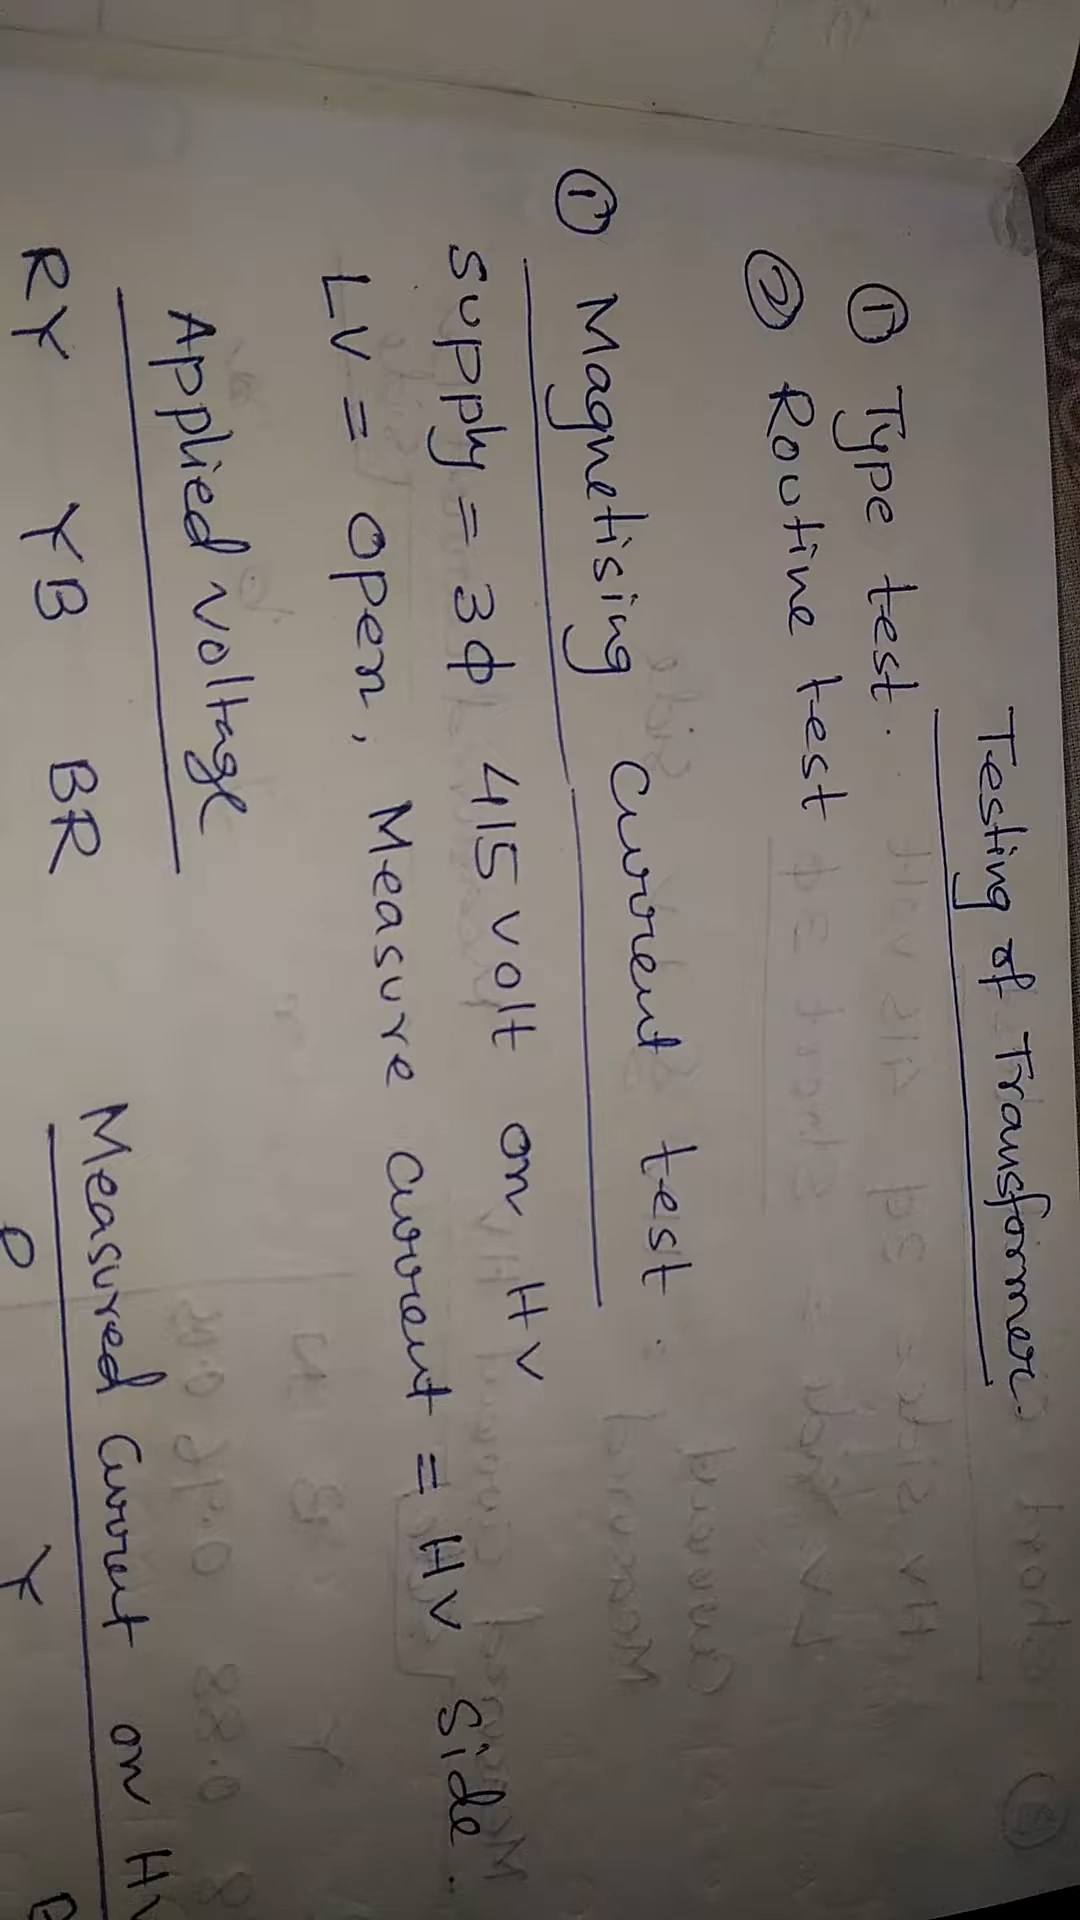 Testing of Transformer.
① Type test.
② Routine test
① Magnetising Current test.
Supply = 3ϕ 415 volt on HV
LV = open, Measure current = HV side.
Applied voltage Measured Current on HV
RY YB BR Y